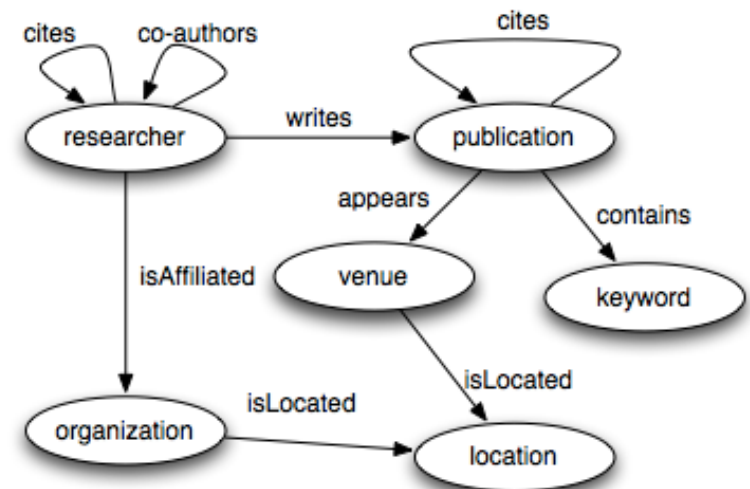 cites
co-authors
cites
researcher
writes
publication
appears
contains
isAffiliated
venue
keyword
isLocated
isLocated
organization
location